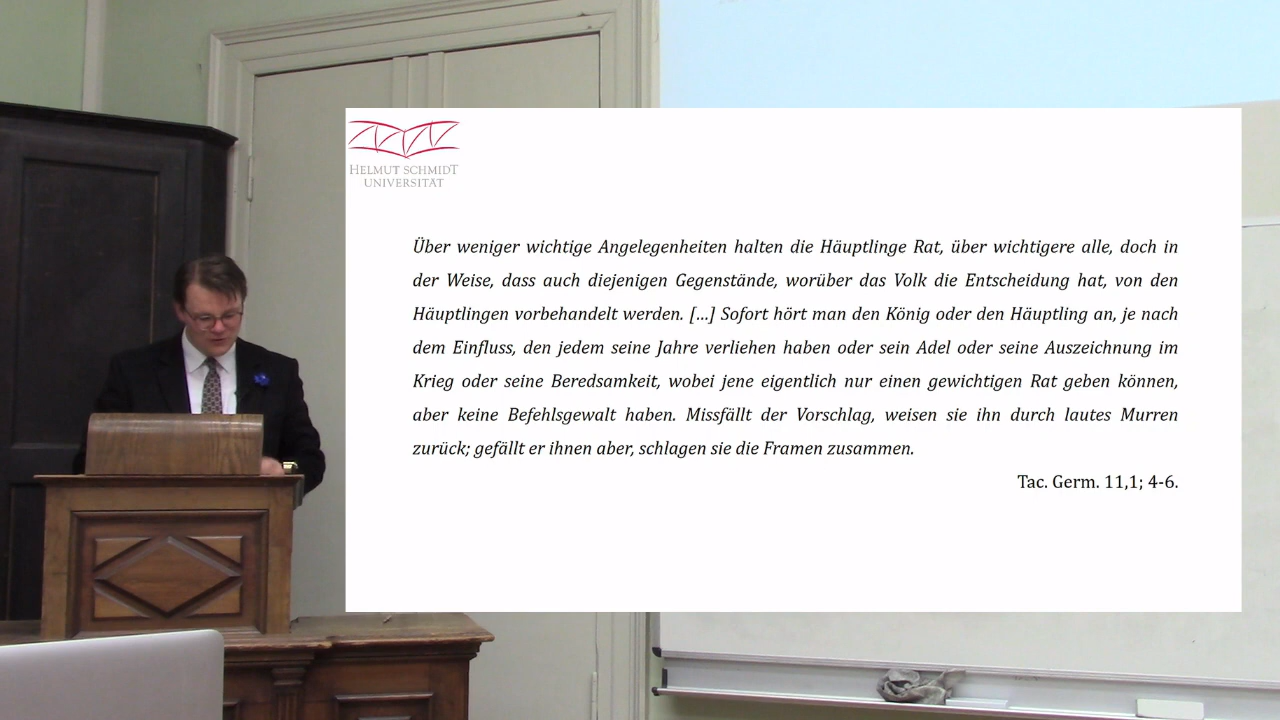 HELMUT SCHMIDT
UNIVERSITÄT
Über weniger wichtige Angelegenheiten halten die Häuptlinge Rat, über wichtigere alle, doch in
der Weise, dass auch diejenigen Gegenstände, worüber das Volk die Entscheidung hat, von den
Häuptlingen vorbehandelt werden. [...] Sofort hört man den König oder den Häuptling an, je nach
dem Einfluss, den jedem seine Jahre verliehen haben oder sein Adel oder seine Auszeichnung im
Krieg oder seine Beredsamkeit, wobei jene eigentlich nur einen gewichtigen Rat geben können,
aber keine Befehlsgewalt haben. Missfällt der Vorschlag, weisen sie ihn durch lautes Murren
zurück; gefällt er ihnen aber, schlagen sie die Framen zusammen.
Tac. Germ. 11,1; 4-6.